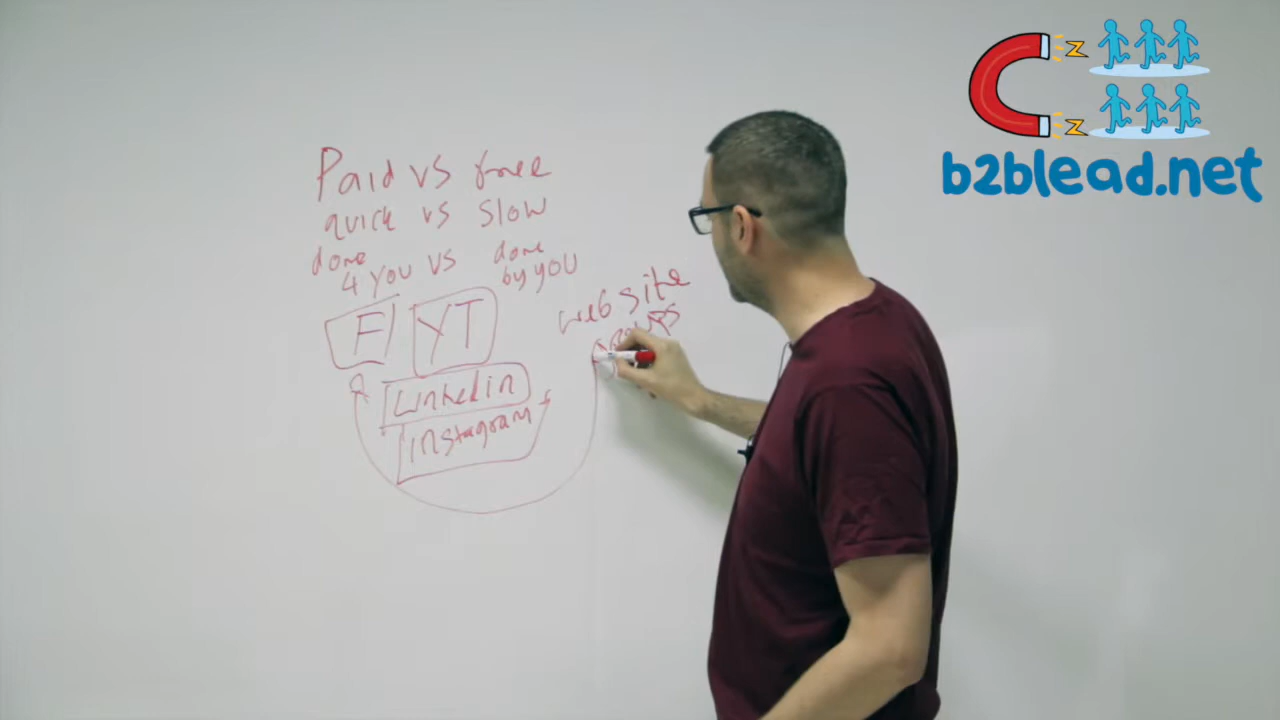 Paid vs free
quick vs slow
done 4 you vs done by you
F YT
Linkedin
instagram
website
groups
b2blead.net